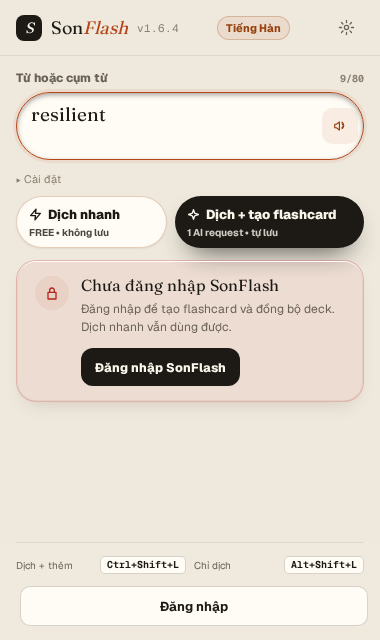 S SonFlash v1.6.4 Tiếng Hàn
Từ hoặc cụm từ 9/80
resilient
▸ Cài đặt
Dịch nhanh
FREE • không lưu
Dịch + tạo flashcard
1 AI request • tự lưu
Chưa đăng nhập SonFlash
Đăng nhập để tạo flashcard và đồng bộ deck.
Dịch nhanh vẫn dùng được.
Đăng nhập SonFlash
Dịch + thêm Ctrl+Shift+L Chỉ dịch Alt+Shift+L
Đăng nhập